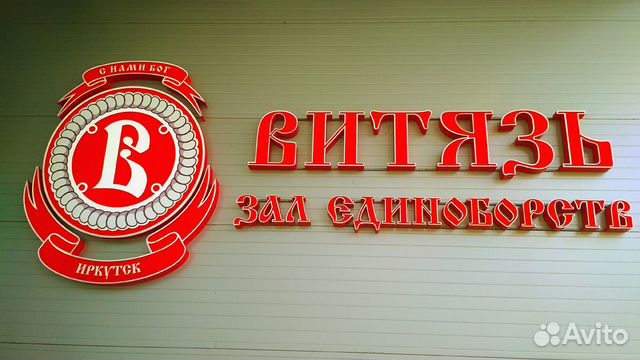 С НАМИ БОГ
В
ИРКУТСК
ВИТЯЗЬ
ЗАЛ ЕДИНОБОРСТВ
Avito